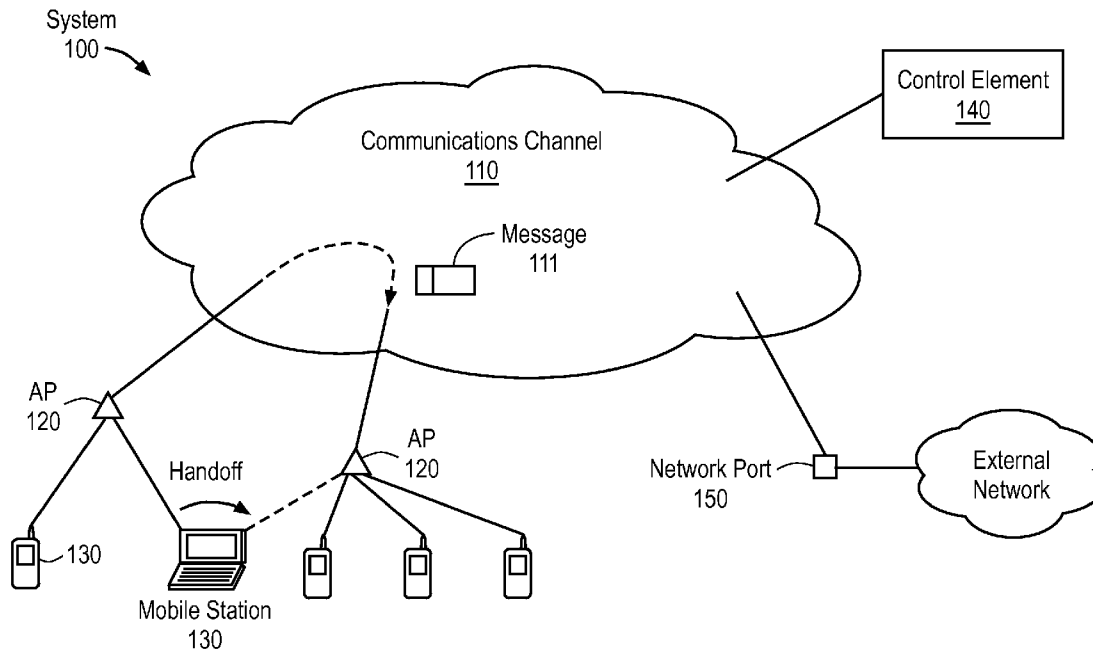 System
100
Control Element
140
Communications Channel
110
Message
111
AP
120
AP
120
Handoff
Network Port
150
External
Network
130
Mobile Station
130